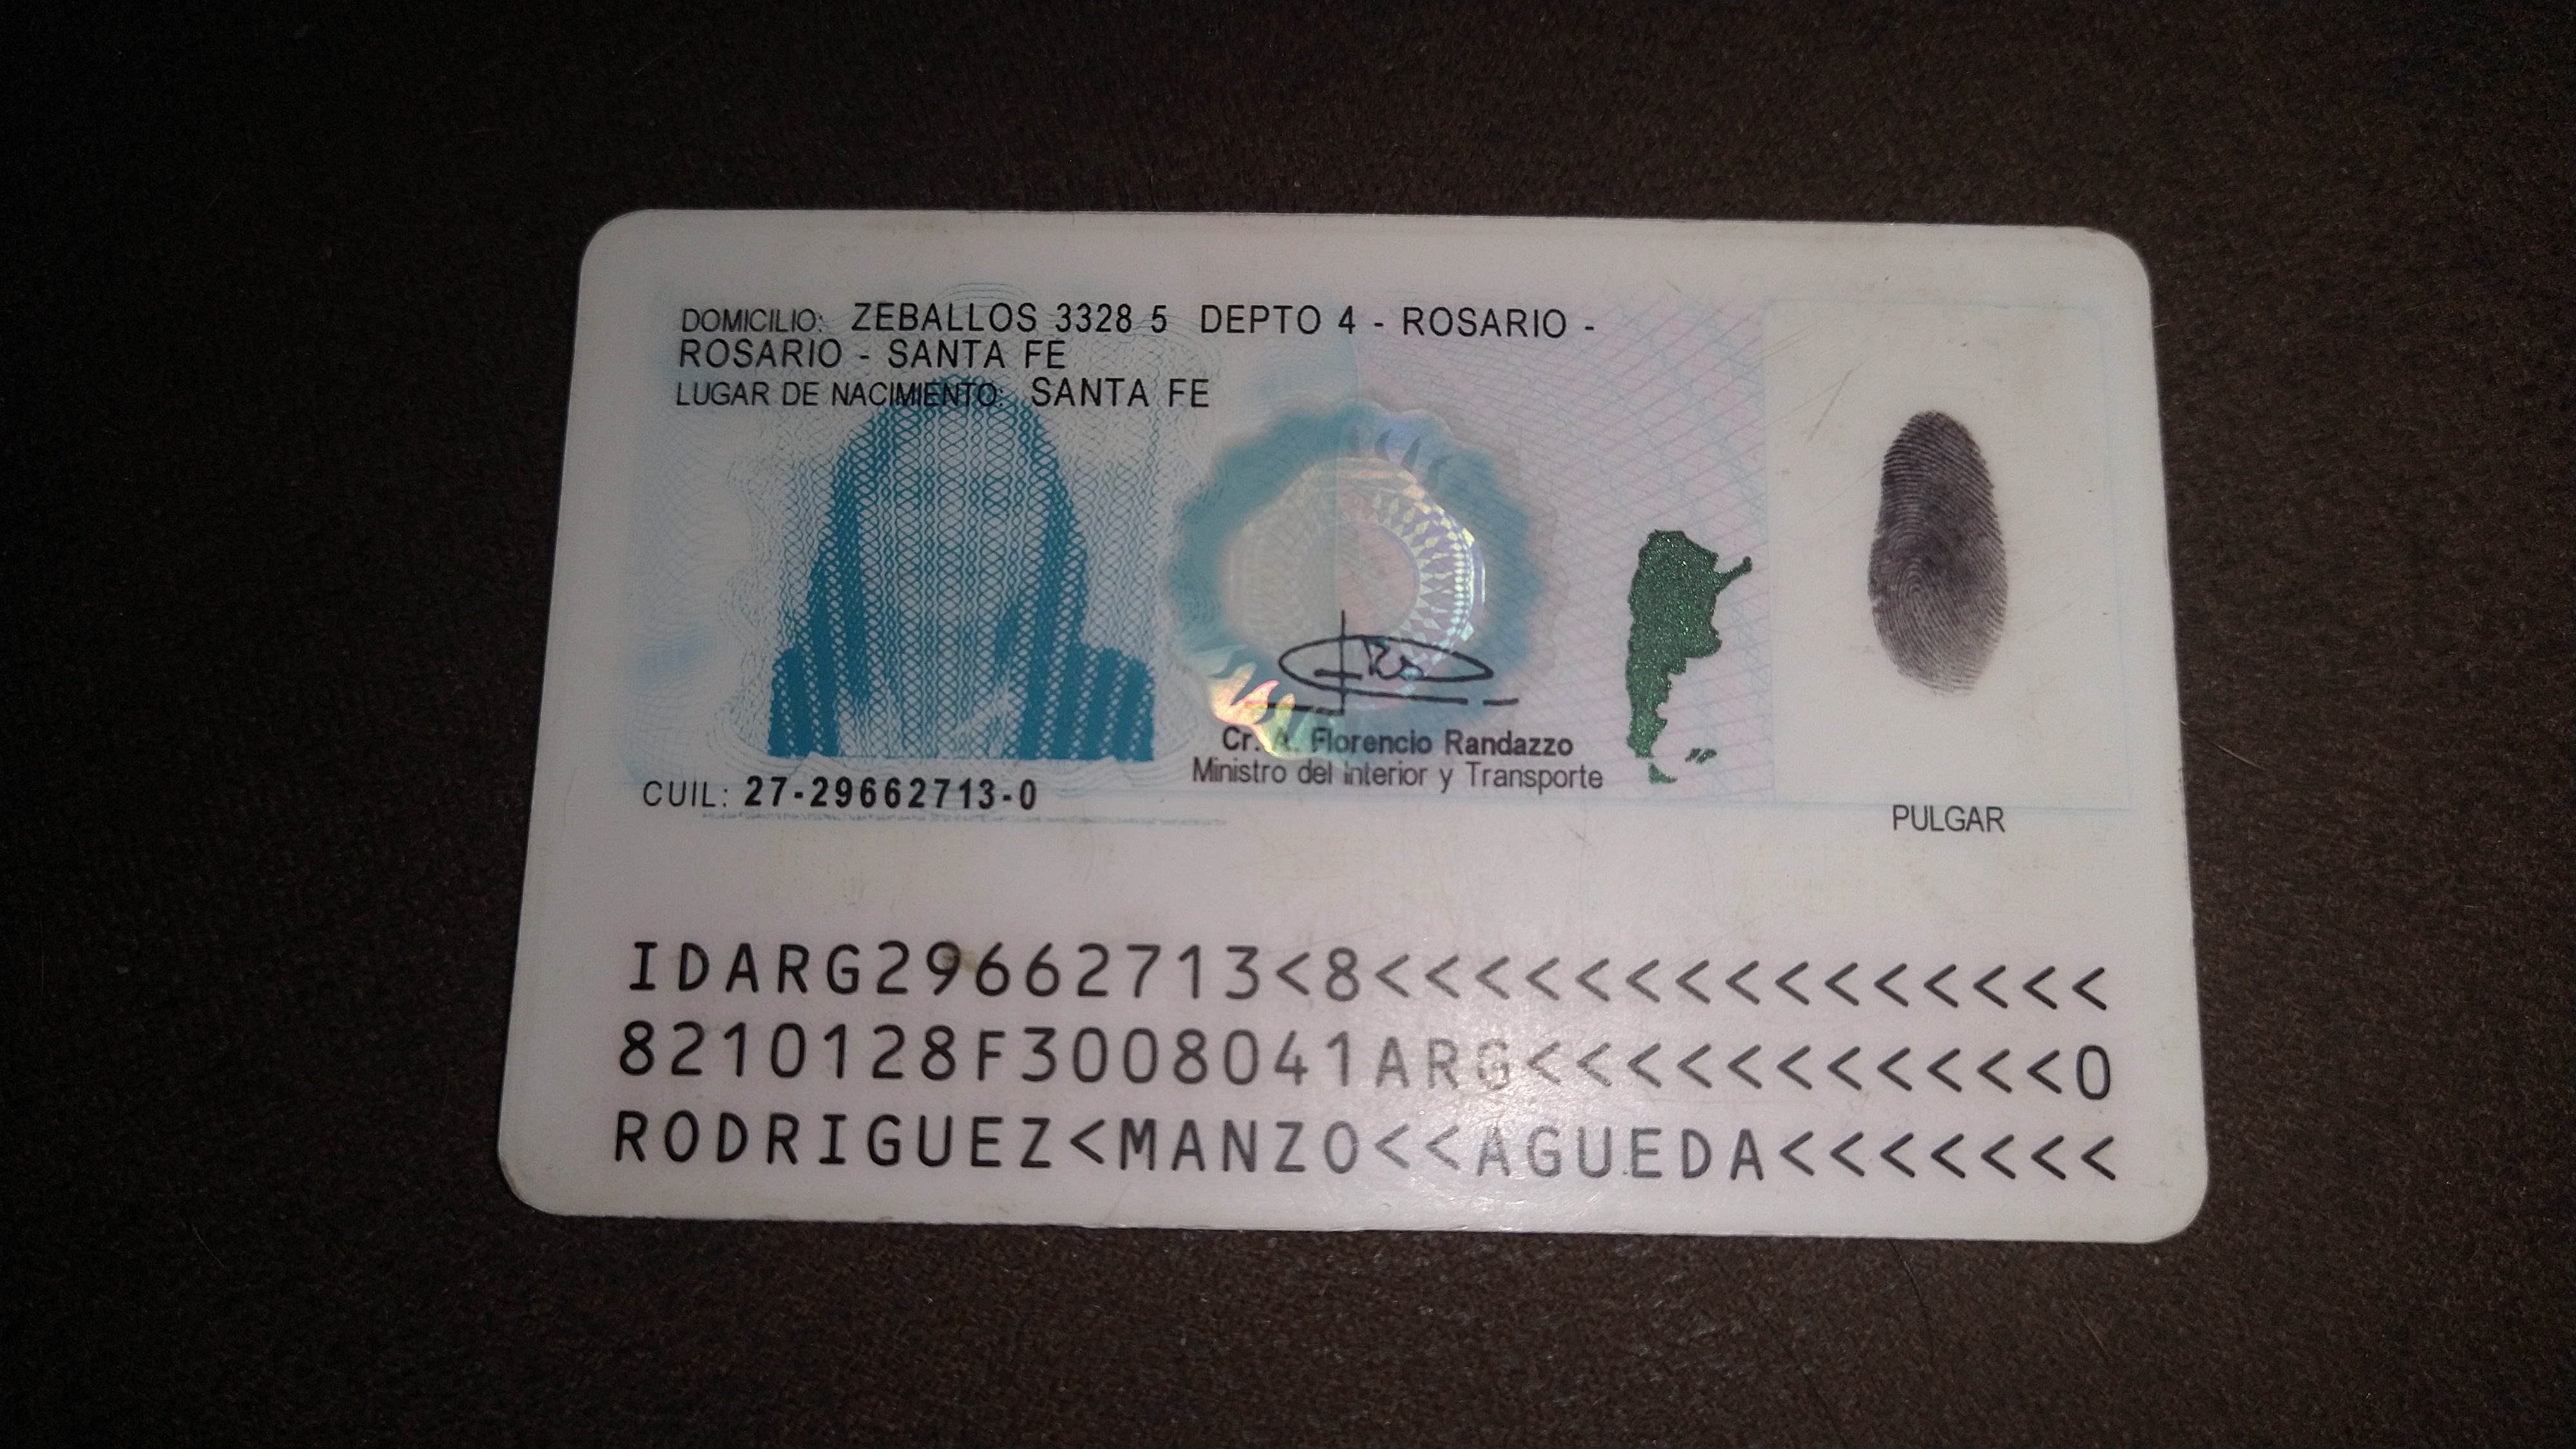 DOMICILIO: ZEBALLOS 3328 5 DEPTO 4 - ROSARIO -
ROSARIO - SANTA FE
LUGAR DE NACIMIENTO: SANTA FE
Cr. A. Florencio Randazzo
Ministro del Interior y Transporte
CUIL: 27-29662713-0
PULGAR
IDARG29662713<8<<<<<<<<<<<<<<<
8210128F3008041ARG<<<<<<<<<<<0
RODRIGUEZ<MANZO<<AGUEDA<<<<<<<